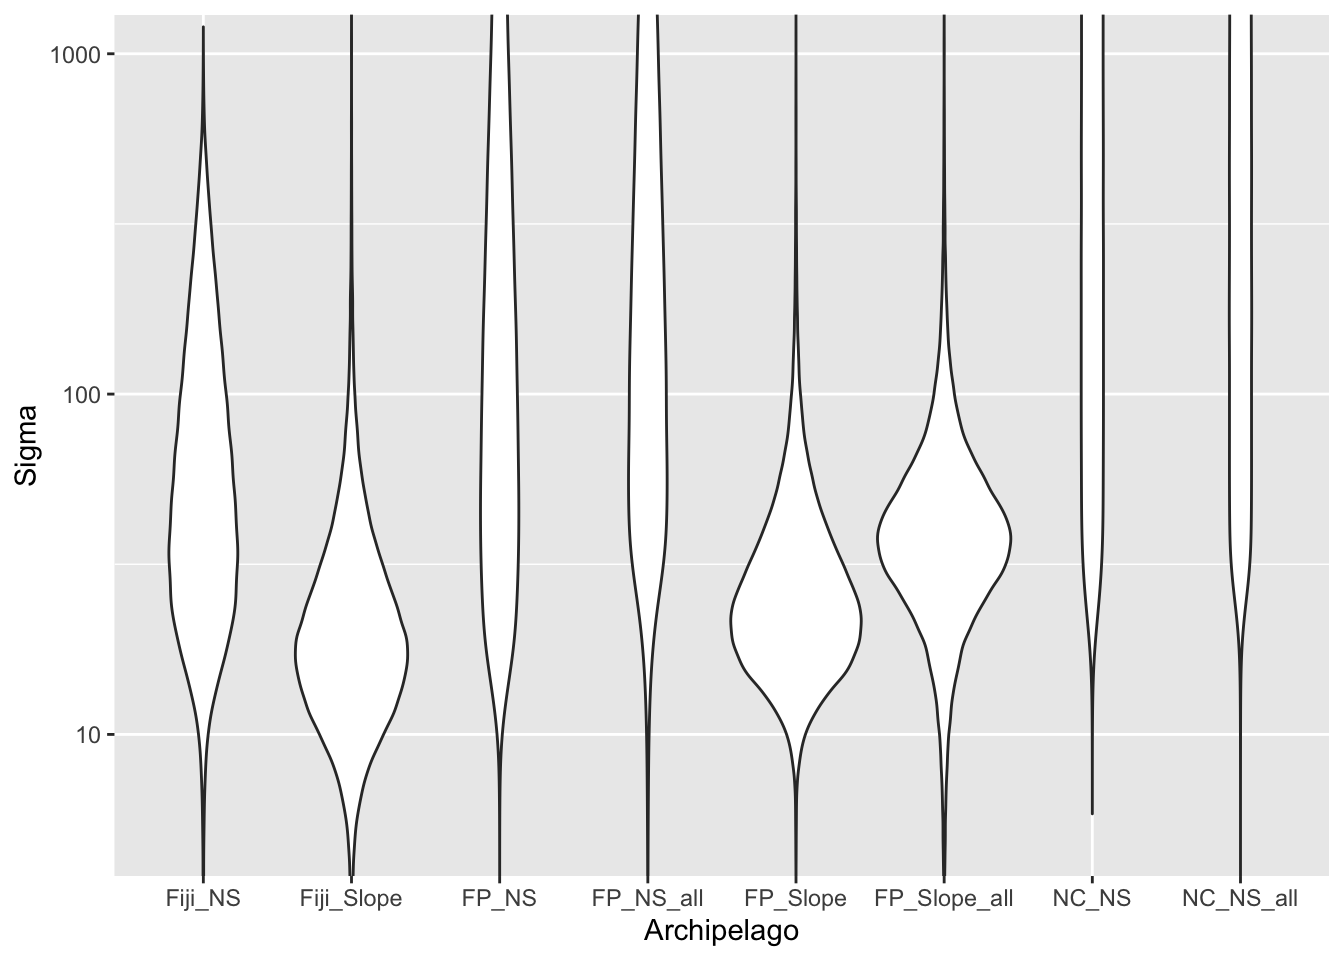 1000
100
10
Sigma
Fiji_NS
Fiji_Slope
FP_NS
FP_NS_all
FP_Slope
FP_Slope_all
NC_NS
NC_NS_all
Archipelago